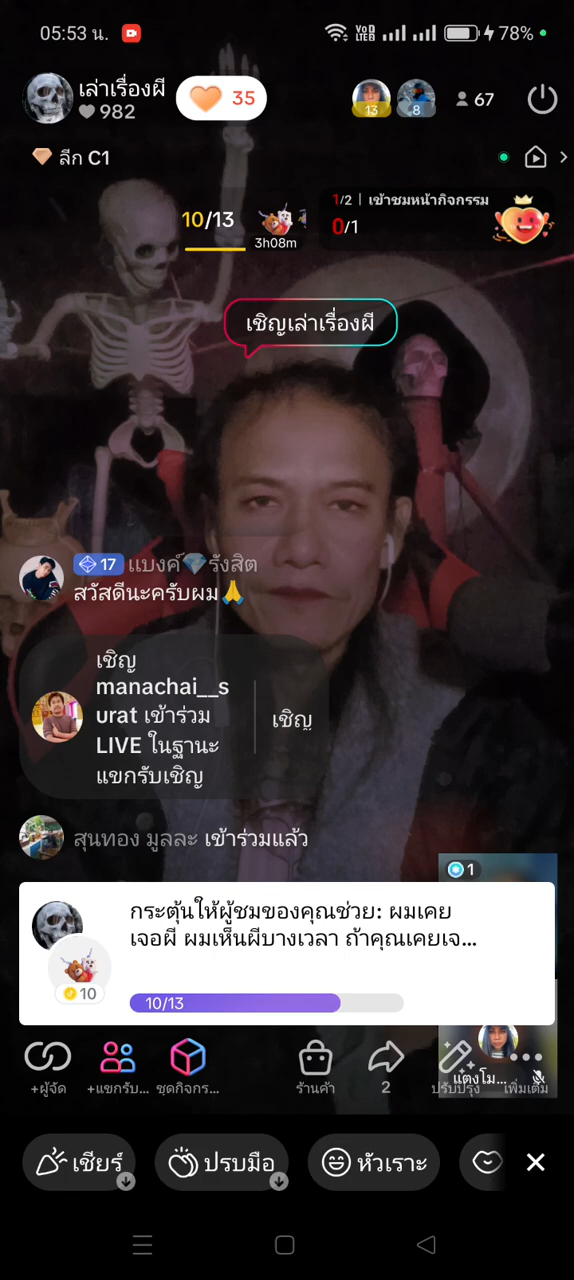 05:53 น.
VoD
LTED
78%
เล่าเรื่องผี
982
35
13
8
67
ลีก C1
10/13
3h08m
1/2 | เข้าชมหน้ากิจกรรม
0/1
เชิญเล่าเรื่องผี
17 แบงค์💎รังสิต
สวัสดีนะครับผม🙏
เชิญ
manachai__s
urat เข้าร่วม
LIVE ในฐานะ
แขกรับเชิญ
เชิญ
สุนทอง มูลละ เข้าร่วมแล้ว
1
กระตุ้นให้ผู้ชมของคุณช่วย: ผมเคย
เจอผี ผมเห็นผีบางเวลา ถ้าคุณเคยเจ...
10
10/13
แตงโม...
+ผู้จัด
+แขกรับ...
ชุดกิจกร...
ร้านค้า
2
ปรับปรุง
เพิ่มเติม
เชียร์
ปรบมือ
หัวเราะ